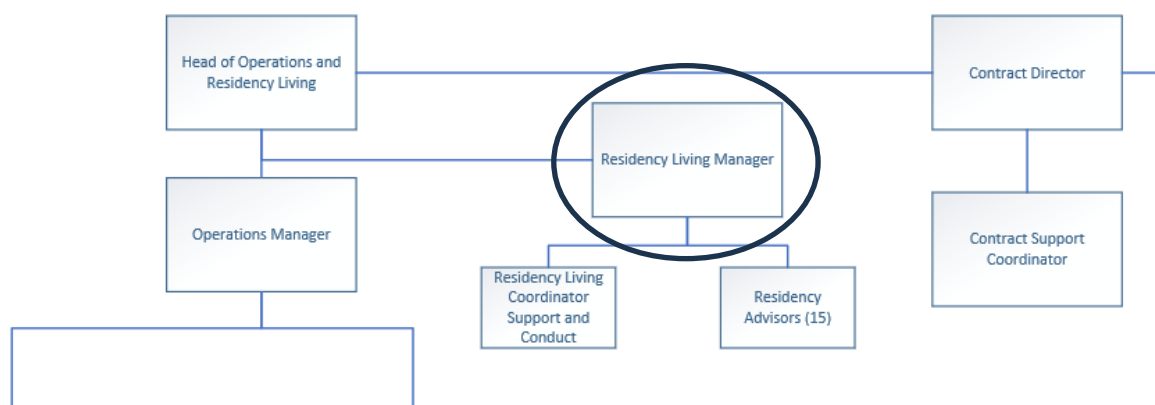 Head of Operations and
Residency Living
Contract Director
Residency Living Manager
Operations Manager
Contract Support
Coordinator
Residency Living
Coordinator
Support and
Conduct
Residency
Advisors (15)